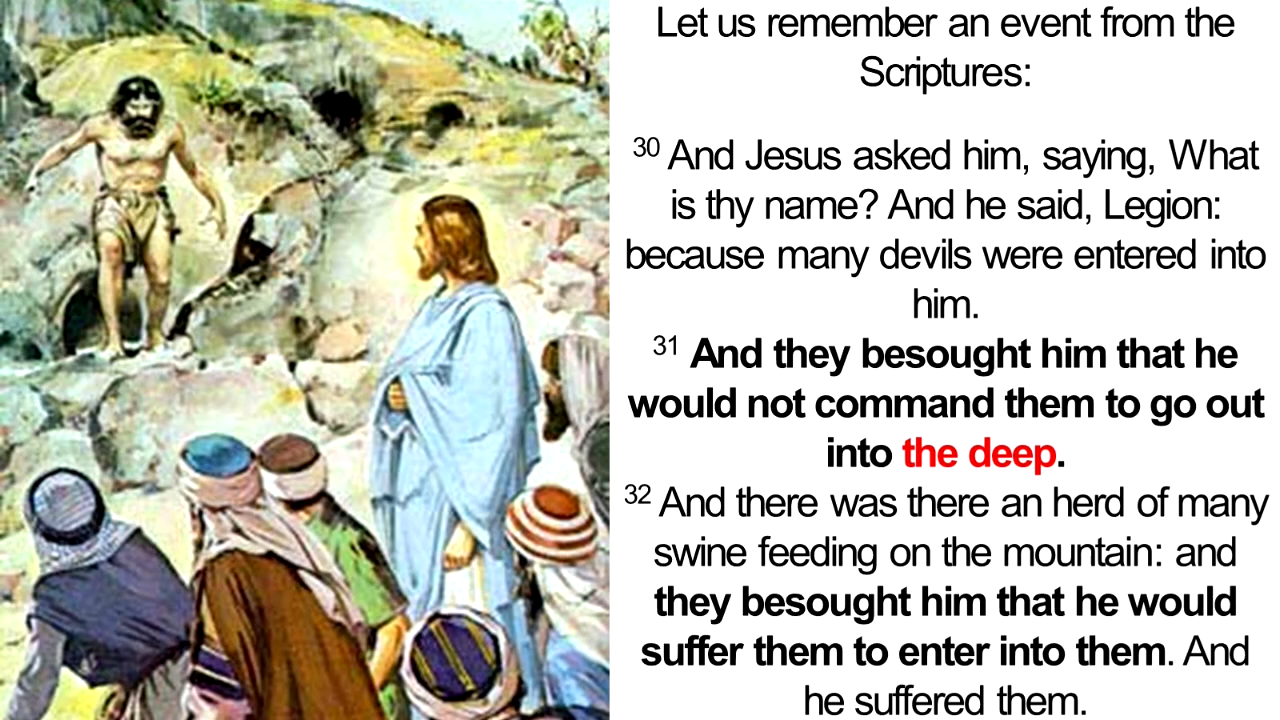 Let us remember an event from the
Scriptures:
30 And Jesus asked him, saying, What
is thy name? And he said, Legion:
because many devils were entered into
him.
31 And they besought him that he
would not command them to go out
into the deep.
32 And there was there an herd of many
swine feeding on the mountain: and
they besought him that he would
suffer them to enter into them. And
he suffered them.